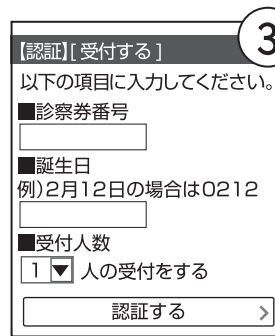 3
【認証】[受付する]
以下の項目に入力してください。
■診察券番号
■誕生日
例)2月12日の場合は0212
■受付人数
1▼ 人の受付をする
認証する >